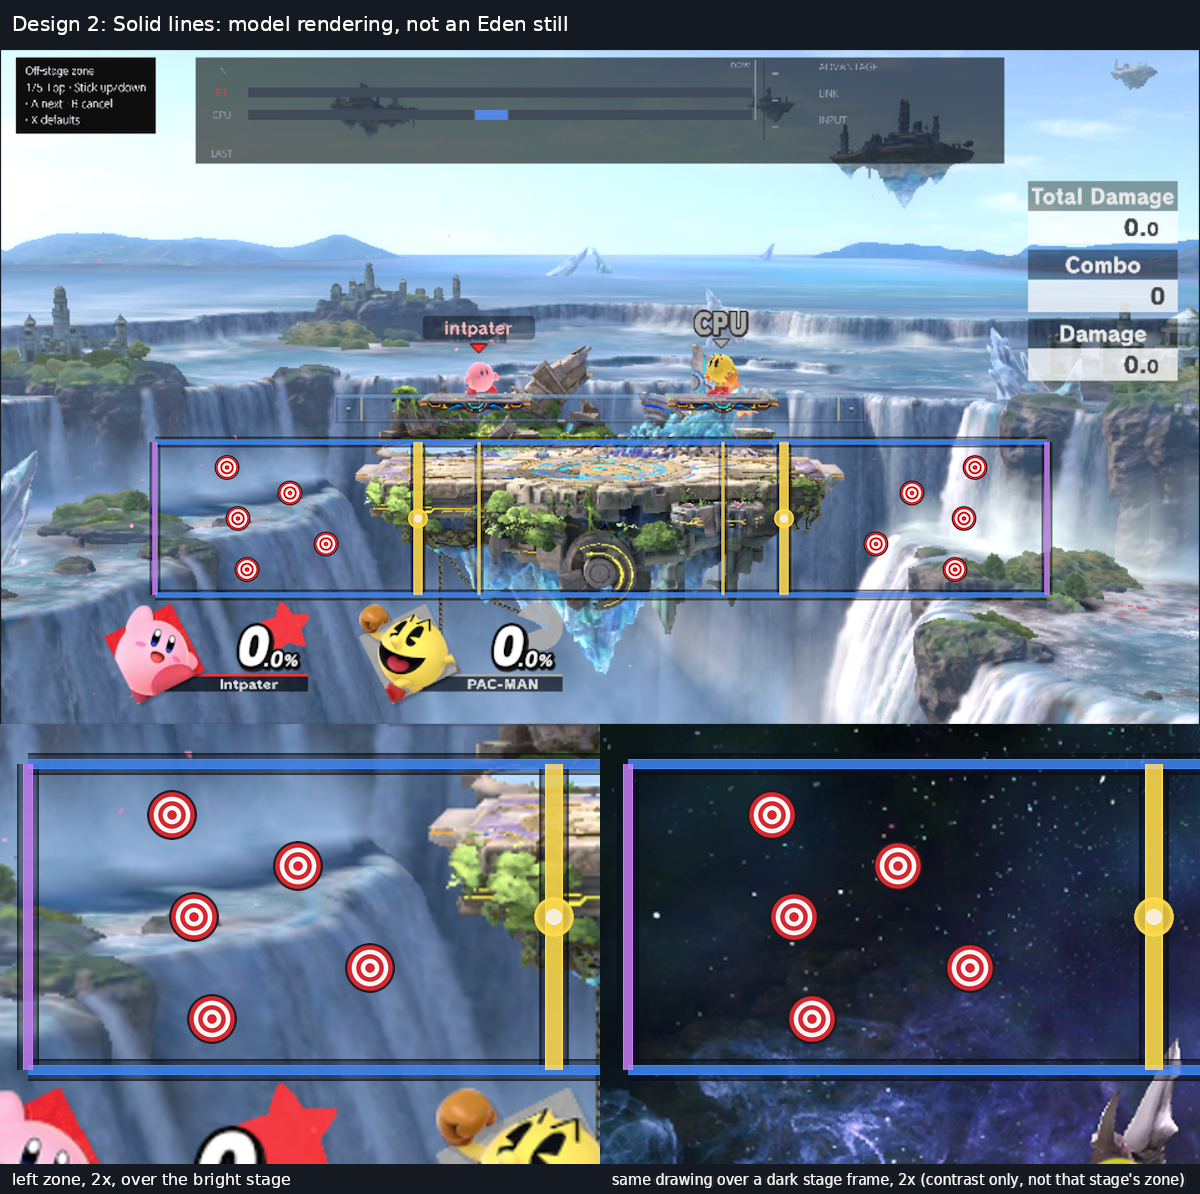 Design 2: Solid lines: model rendering, not an Eden still
Off-stage zone
1/5 Top · Stick up/down
· A next · B cancel
· X defaults
now
P1
CPU
LAST
ADVANTAGE
LINK
INPUT
Total Damage
0.0
Combo
0
Damage
0.0
intpater
CPU
0.0%
Intpater
0.0%
PAC-MAN
left zone, 2x, over the bright stage
same drawing over a dark stage frame, 2x (contrast only, not that stage's zone)